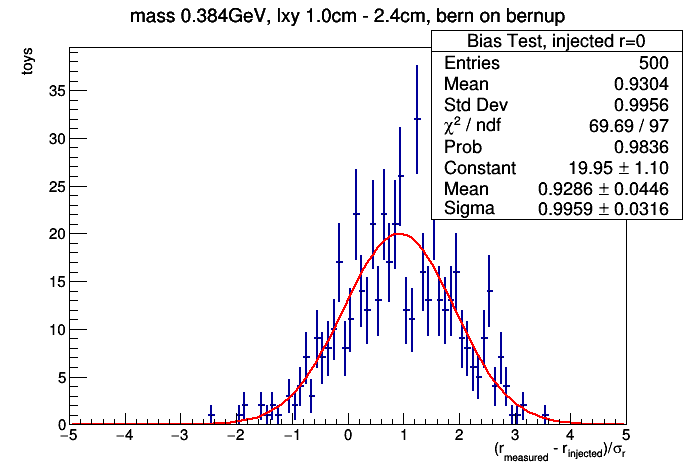 mass 0.384GeV, lxy 1.0cm - 2.4cm, bern on bernup
Bias Test, injected r=0
Entries 500
Mean 0.9304
Std Dev 0.9956
χ² / ndf 69.69 / 97
Prob 0.9836
Constant 19.95 ± 1.10
Mean 0.9286 ± 0.0446
Sigma 0.9959 ± 0.0316
toys
35
30
25
20
15
10
5
0
−5 −4 −3 −2 −1 0 1 2 3 4 5
(r_measured - r_injected)/σ_r